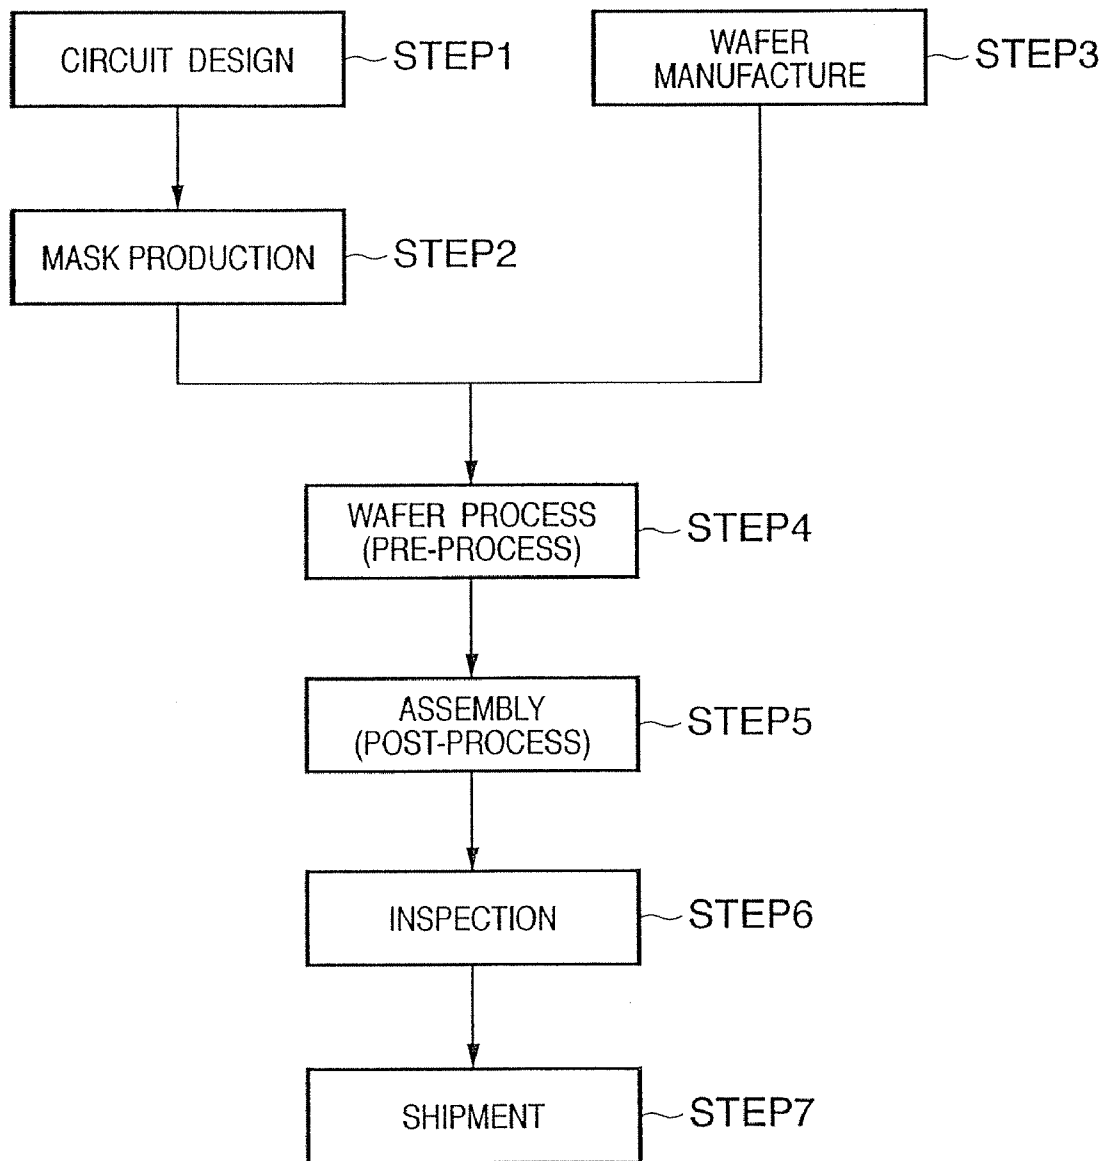 CIRCUIT DESIGN
STEP1
WAFER
MANUFACTURE
STEP3
MASK PRODUCTION
STEP2
WAFER PROCESS
(PRE-PROCESS)
STEP4
ASSEMBLY
(POST-PROCESS)
STEP5
INSPECTION
STEP6
SHIPMENT
STEP7